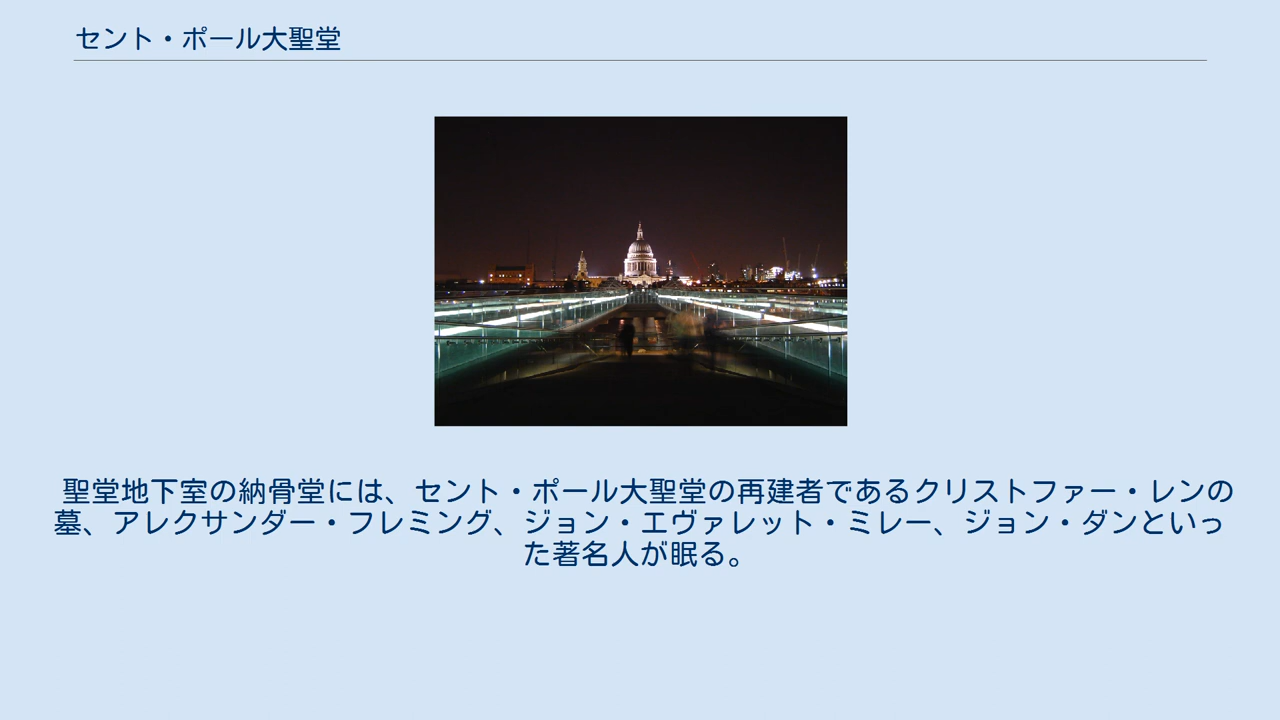 セント・ポール大聖堂
聖堂地下室の納骨堂には、セント・ポール大聖堂の再建者であるクリストファー・レンの
墓、アレクサンダー・フレミング、ジョン・エヴァレット・ミレー、ジョン・ダンといっ
た著名人が眠る。